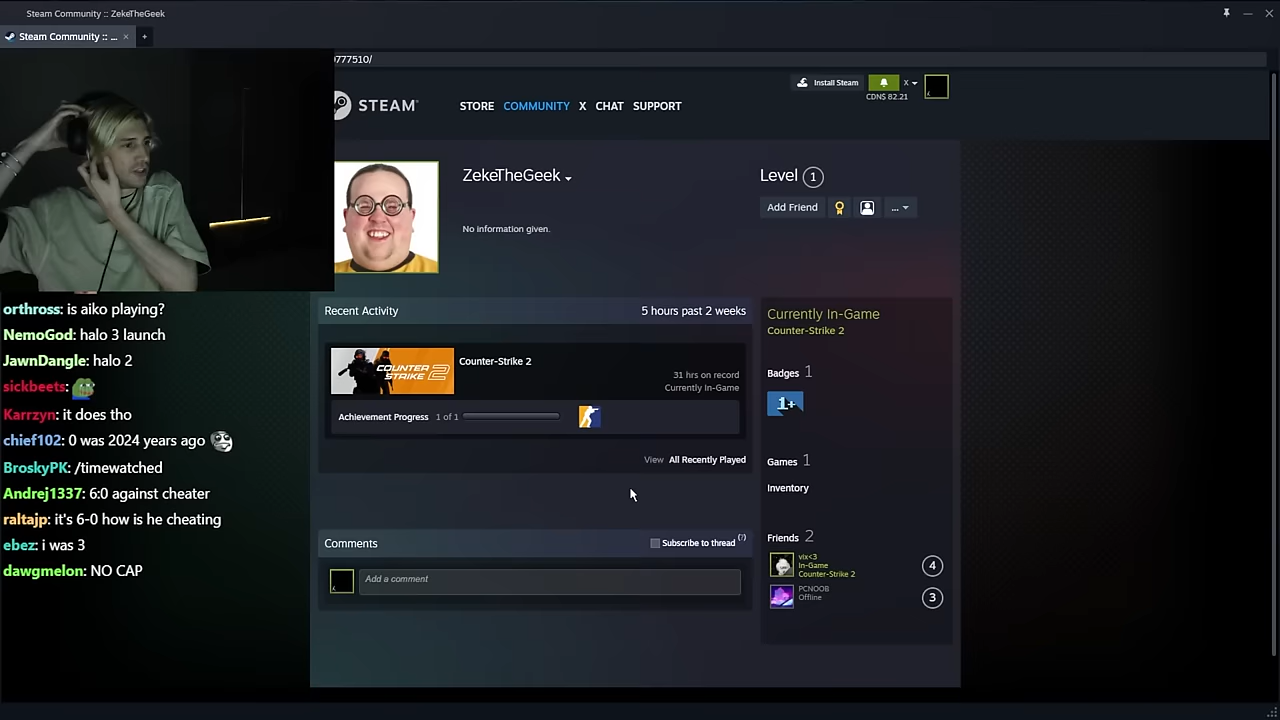 Steam Community :: ZekeTheGeek
Steam Community :: ...
777510/
Install Steam
X
CDN$ 82.21
STEAM
STORE COMMUNITY X CHAT SUPPORT
ZekeTheGeek
No information given.
Level 1
Add Friend
...
Recent Activity
5 hours past 2 weeks
COUNTER STRIKE 2
Counter-Strike 2
31 hrs on record
Currently In-Game
Achievement Progress 1 of 1
View All Recently Played
Comments
Subscribe to thread (?)
Add a comment
Currently In-Game
Counter-Strike 2
Badges 1
1+
Games 1
Inventory
Friends 2
vix<3
In-Game
Counter-Strike 2
4
PCNOOB
Offline
3
orthross: is aiko playing?
NemoGod: halo 3 launch
JawnDangle: halo 2
sickbeets:
Karrzyn: it does tho
chief102: 0 was 2024 years ago
BroskyPK: /timewatched
Andrej1337: 6:0 against cheater
raltajp: it's 6-0 how is he cheating
ebez: i was 3
dawgmelon: NO CAP